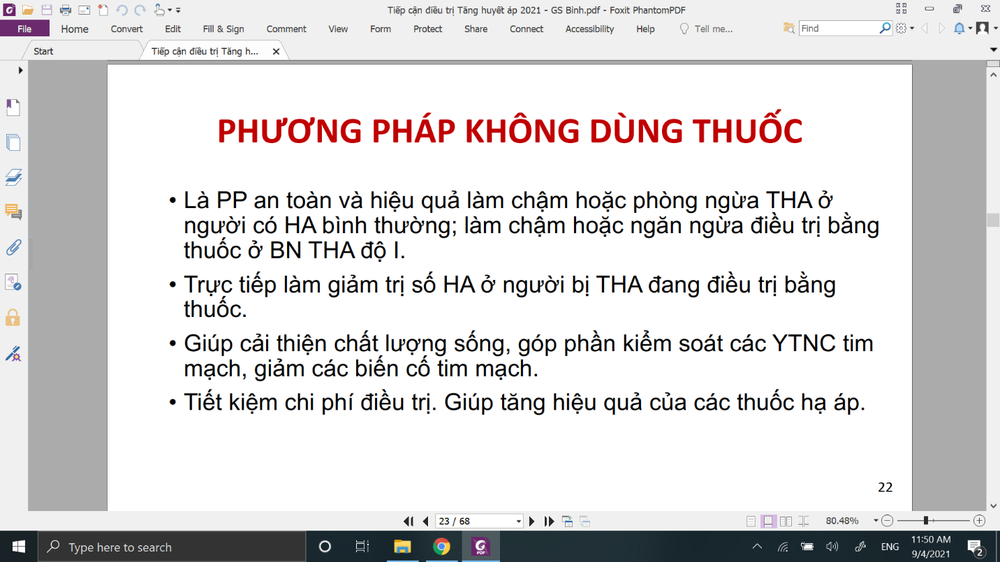 Tiếp cận điều trị Tăng huyết áp 2021 - GS Binh.pdf - Foxit PhantomPDF
File Home Convert Edit Fill & Sign Comment View Form Protect Share Connect Accessibility Help Tell me... Find
Start Tiếp cận điều trị Tăng h...
PHƯƠNG PHÁP KHÔNG DÙNG THUỐC
• Là PP an toàn và hiệu quả làm chậm hoặc phòng ngừa THA ở
người có HA bình thường; làm chậm hoặc ngăn ngừa điều trị bằng
thuốc ở BN THA độ I.
• Trực tiếp làm giảm trị số HA ở người bị THA đang điều trị bằng
thuốc.
• Giúp cải thiện chất lượng sống, góp phần kiểm soát các YTNC tim
mạch, giảm các biến cố tim mạch.
• Tiết kiệm chi phí điều trị. Giúp tăng hiệu quả của các thuốc hạ áp.
22
23 / 68 80.48%
Type here to search
PDF
ENG
11:50 AM
9/4/2021
2